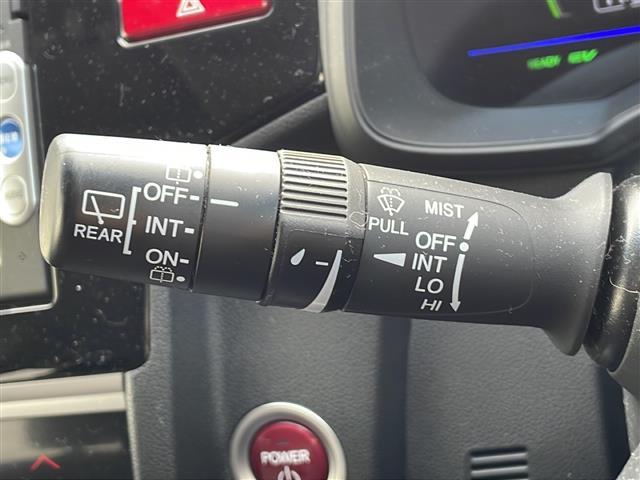 READY EV
OFF
INT
ON
REAR
PULL
MIST
OFF
INT
LO
HI
POWER